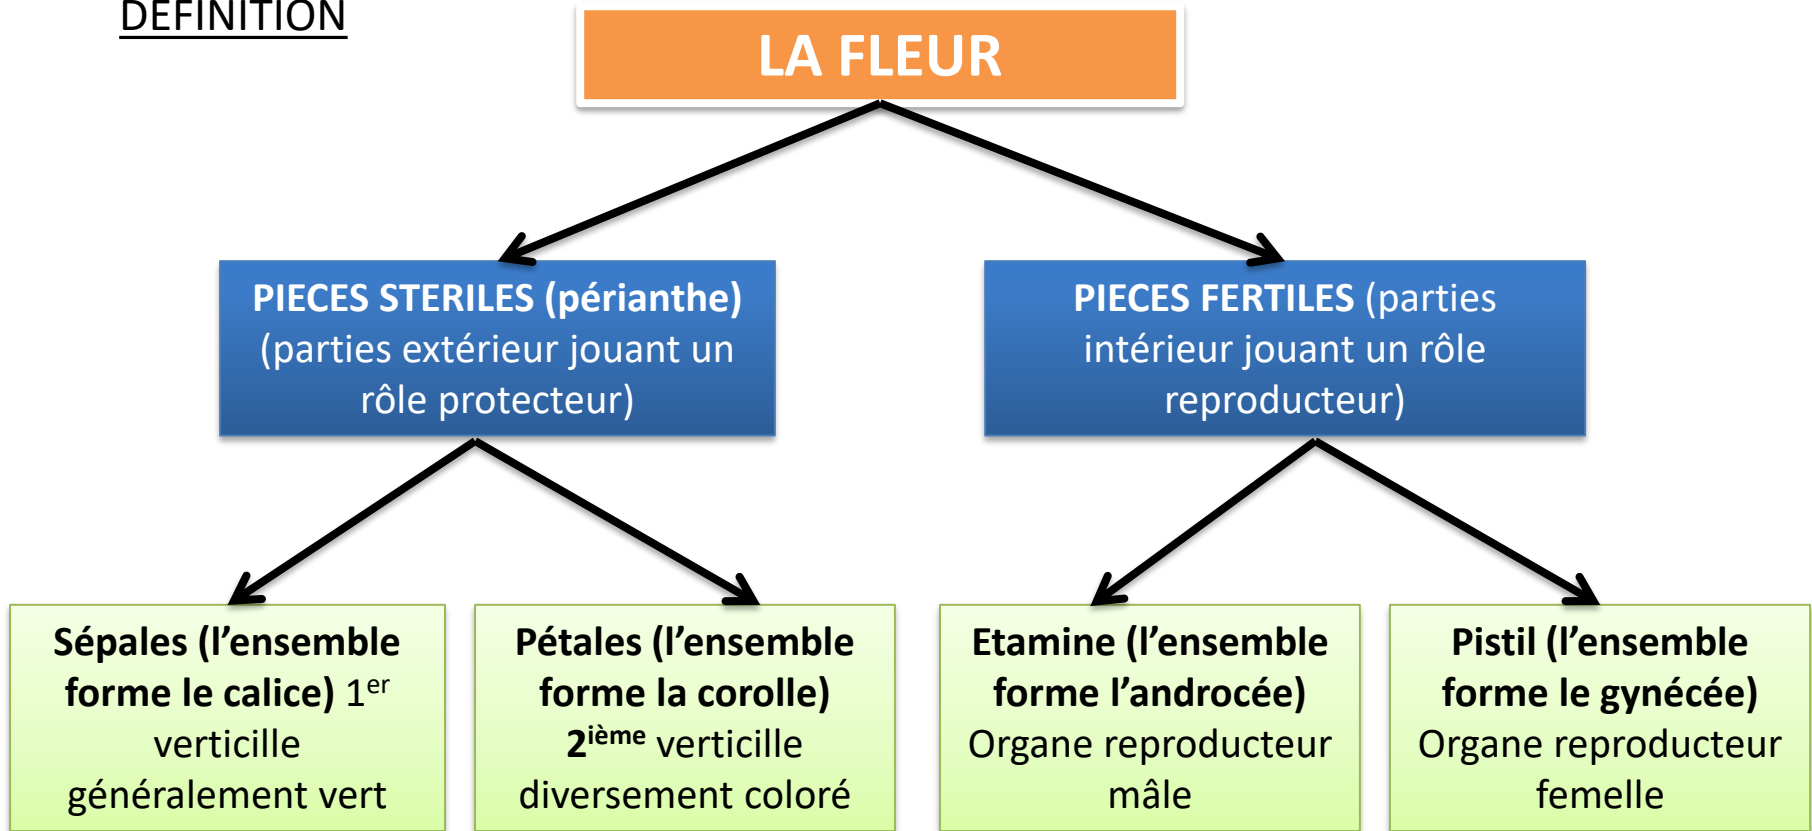 DEFINITION
LA FLEUR
PIECES STERILES (périanthe)
(parties extérieur jouant un
rôle protecteur)
PIECES FERTILES (parties
intérieur jouant un rôle
reproducteur)
Sépales (l’ensemble
forme le calice) 1er
verticille
généralement vert
Pétales (l’ensemble
forme la corolle)
2ième verticille
diversement coloré
Etamine (l’ensemble
forme l’androcée)
Organe reproducteur
mâle
Pistil (l’ensemble
forme le gynécée)
Organe reproducteur
femelle